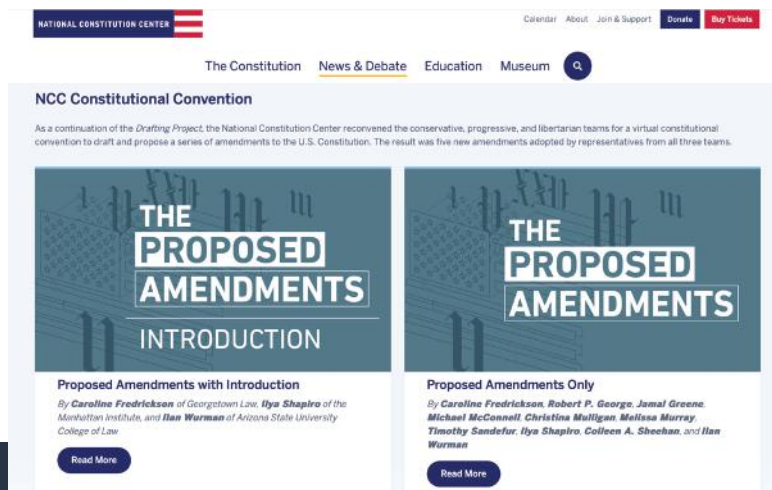 NATIONAL CONSTITUTION CENTER
Calendar About Join & Support Donate Buy Tickets
The Constitution News & Debate Education Museum
NCC Constitutional Convention
As a continuation of the Drafting Project, the National Constitution Center reconvened the conservative, progressive, and libertarian teams for a virtual constitutional
convention to draft and propose a series of amendments to the U.S. Constitution. The result was five new amendments adopted by representatives from all three teams.
THE
PROPOSED
AMENDMENTS
INTRODUCTION
Proposed Amendments with Introduction
By Caroline Fredrickson of Georgetown Law, Ilya Shapiro of the
Manhattan Institute, and Ilan Wurman of Arizona State University
College of Law
Read More
THE
PROPOSED
AMENDMENTS
Proposed Amendments Only
By Caroline Fredrickson, Robert P. George, Jamal Greene,
Michael McConnell, Christina Mulligan, Melissa Murray,
Timothy Sandefur, Ilya Shapiro, Colleen A. Sheehan, and Ilan
Wurman
Read More